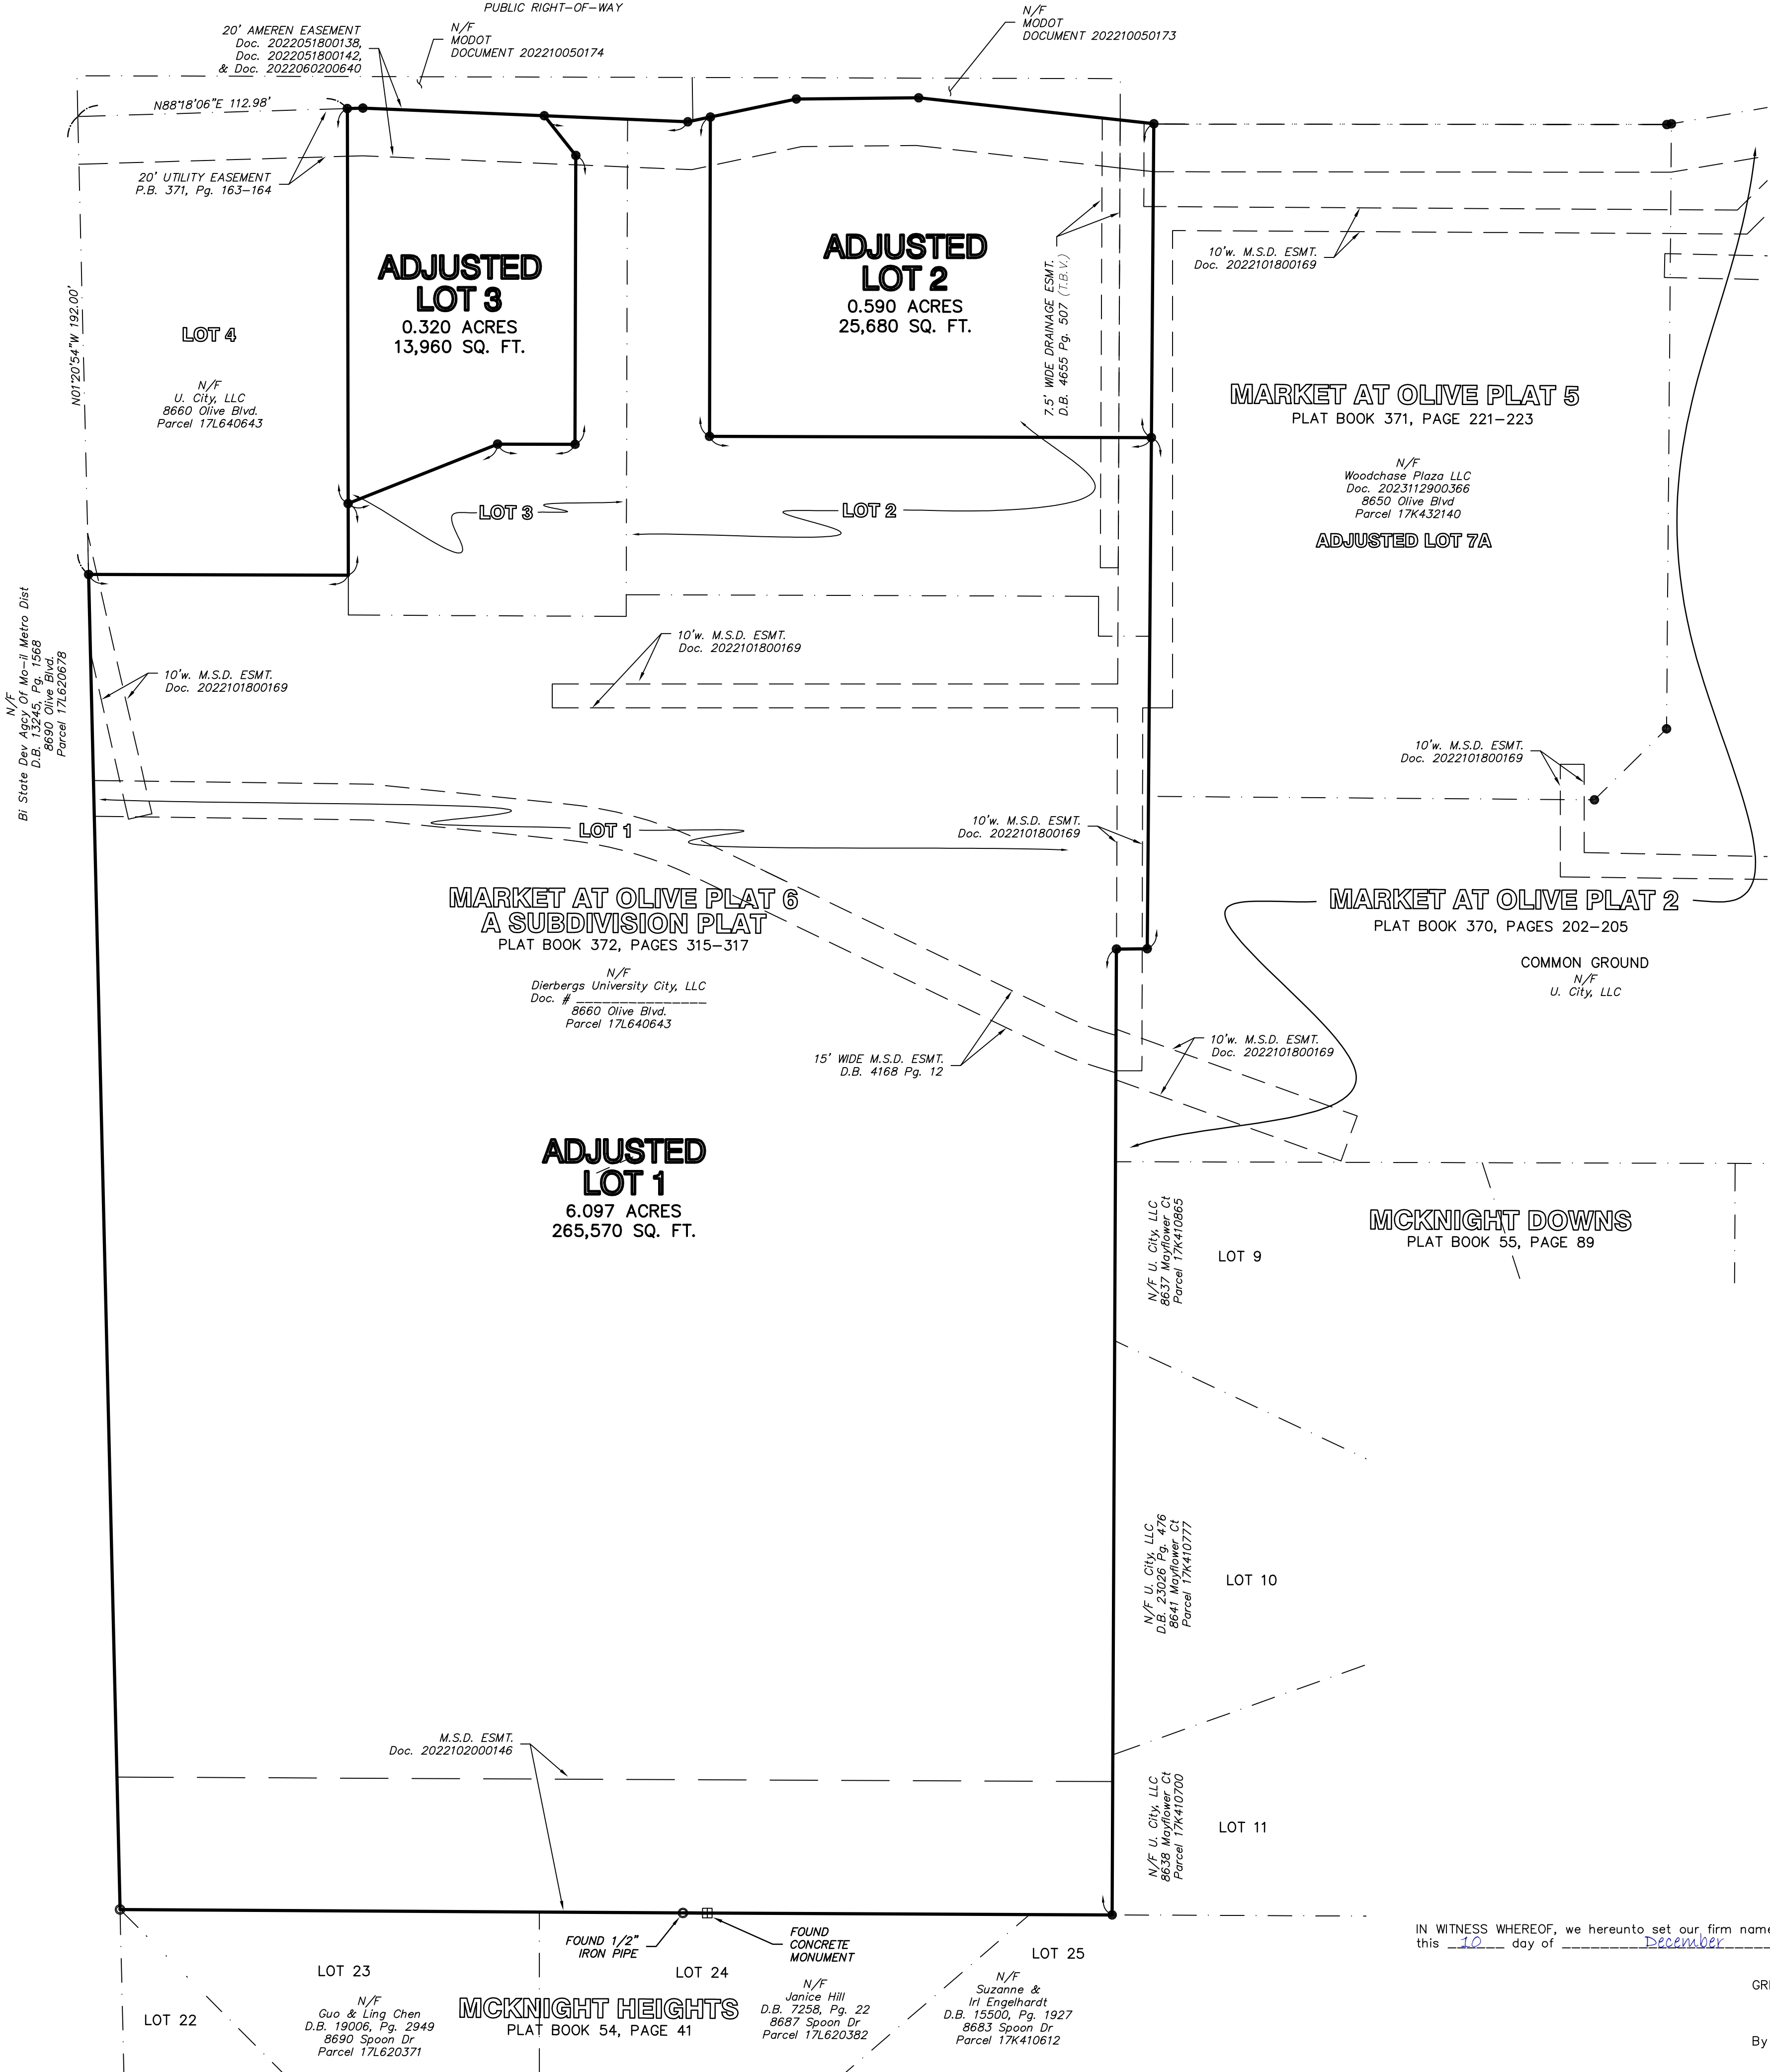 PUBLIC RIGHT-OF-WAY
20' AMEREN EASEMENT
Doc. 2022051800138,
Doc. 2022051800142,
& Doc. 2022060200640
N/F
MODOT
DOCUMENT 202210050174
N/F
MODOT
DOCUMENT 202210050173
N88°18'06"E 112.98'
20' UTILITY EASEMENT
P.B. 371, Pg. 163-164
N01°20'54"W 192.00'
LOT 4
N/F
U. City, LLC
8660 Olive Blvd.
Parcel 17L640643
ADJUSTED
LOT 3
0.320 ACRES
13,960 SQ. FT.
ADJUSTED
LOT 2
0.590 ACRES
25,680 SQ. FT.
7.5' WIDE DRAINAGE ESMT.
D.B. 4655 Pg. 507 (T.B.V.)
10'w. M.S.D. ESMT.
Doc. 2022101800169
MARKET AT OLIVE PLAT 5
PLAT BOOK 371, PAGE 221-223
N/F
Woodchase Plaza LLC
Doc. 2023112900366
8650 Olive Blvd
Parcel 17K432140
ADJUSTED LOT 7A
LOT 3
LOT 2
N/F
Bi State Dev Agcy Of Mo-il Metro Dist
D.B. 13245, Pg. 1568
8690 Olive Blvd.
Parcel 17L620678
10'w. M.S.D. ESMT.
Doc. 2022101800169
10'w. M.S.D. ESMT.
Doc. 2022101800169
10'w. M.S.D. ESMT.
Doc. 2022101800169
LOT 1
10'w. M.S.D. ESMT.
Doc. 2022101800169
MARKET AT OLIVE PLAT 6
A SUBDIVISION PLAT
PLAT BOOK 372, PAGES 315-317
N/F
Dierbergs University City, LLC
Doc. # ________________
8660 Olive Blvd.
Parcel 17L640643
MARKET AT OLIVE PLAT 2
PLAT BOOK 370, PAGES 202-205
COMMON GROUND
N/F
U. City, LLC
15' WIDE M.S.D. ESMT.
D.B. 4168 Pg. 12
10'w. M.S.D. ESMT.
Doc. 2022101800169
ADJUSTED
LOT 1
6.097 ACRES
265,570 SQ. FT.
N/F U. City, LLC
8637 Mayflower Ct
Parcel 17K410865
LOT 9
MCKNIGHT DOWNS
PLAT BOOK 55, PAGE 89
N/F U. City, LLC
D.B. 23026 Pg. 476
8641 Mayflower Ct
Parcel 17K410777
LOT 10
M.S.D. ESMT.
Doc. 2022102000146
N/F U. City, LLC
8638 Mayflower Ct
Parcel 17K410700
LOT 11
FOUND 1/2"
IRON PIPE
FOUND
CONCRETE
MONUMENT
IN WITNESS WHEREOF, we hereunto set our firm name
this 10 day of December
GR
By
LOT 22
LOT 23
N/F
Guo & Ling Chen
D.B. 19006, Pg. 2949
8690 Spoon Dr
Parcel 17L620371
LOT 24
MCKNIGHT HEIGHTS
PLAT BOOK 54, PAGE 41
N/F
Janice Hill
D.B. 7258, Pg. 22
8687 Spoon Dr
Parcel 17L620382
LOT 25
N/F
Suzanne &
Irl Engelhardt
D.B. 15500, Pg. 1927
8683 Spoon Dr
Parcel 17K410612